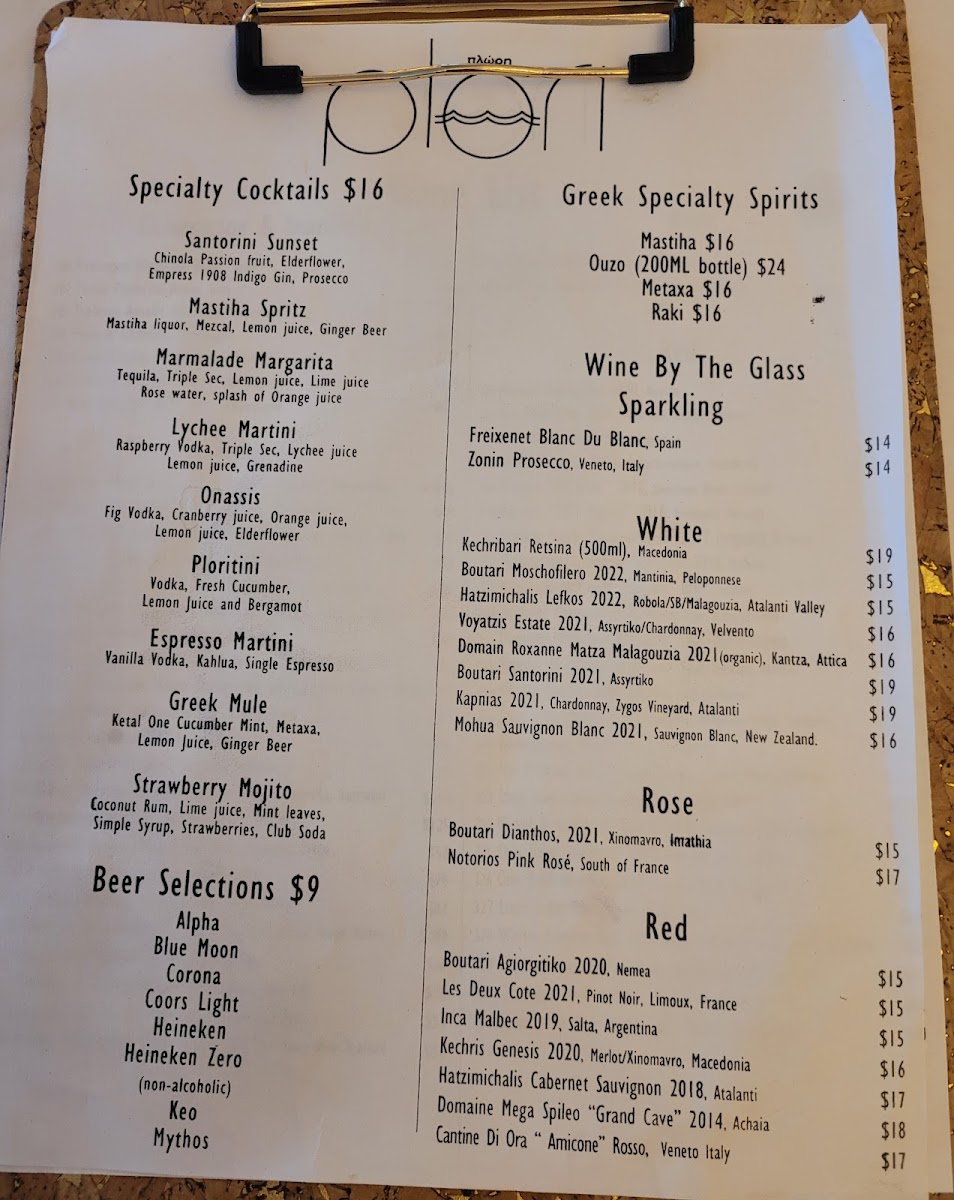 πλώρη
plōri
Specialty Cocktails $16
Santorini Sunset
Chinola Passion fruit, Elderflower,
Empress 1908 Indigo Gin, Prosecco
Mastiha Spritz
Mastiha liquor, Mezcal, Lemon juice, Ginger Beer
Marmalade Margarita
Tequila, Triple Sec, Lemon juice, Lime juice
Rose water, splash of Orange juice
Lychee Martini
Raspberry Vodka, Triple Sec, Lychee juice
Lemon juice, Grenadine
Onassis
Fig Vodka, Cranberry juice, Orange juice,
Lemon juice, Elderflower
Ploritini
Vodka, Fresh Cucumber,
Lemon Juice and Bergamot
Espresso Martini
Vanilla Vodka, Kahlua, Single Espresso
Greek Mule
Ketal One Cucumber Mint, Metaxa,
Lemon Juice, Ginger Beer
Strawberry Mojito
Coconut Rum, Lime juice, Mint leaves,
Simple Syrup, Strawberries, Club Soda
Beer Selections $9
Alpha
Blue Moon
Corona
Coors Light
Heineken
Heineken Zero
(non-alcoholic)
Keo
Mythos
Greek Specialty Spirits
Mastiha $16
Ouzo (200ML bottle) $24
Metaxa $16
Raki $16
Wine By The Glass
Sparkling
Freixenet Blanc Du Blanc, Spain $14
Zonin Prosecco, Veneto, Italy $14
White
Kechribari Retsina (500ml), Macedonia $19
Boutari Moschofilero 2022, Mantinia, Peloponnese $15
Hatzimichalis Lefkos 2022, Robola/SB/Malagouzia, Atalanti Valley $15
Voyatzis Estate 2021, Assyrtiko/Chardonnay, Velvento $16
Domain Roxanne Matza Malagouzia 2021(organic), Kantza, Attica $16
Boutari Santorini 2021, Assyrtiko $19
Kapnias 2021, Chardonnay, Zygos Vineyard, Atalanti $19
Mohua Sauvignon Blanc 2021, Sauvignon Blanc, New Zealand. $16
Rose
Boutari Dianthos, 2021, Xinomavro, Imathia $15
Notorios Pink Rosé, South of France $17
Red
Boutari Agiorgitiko 2020, Nemea $15
Les Deux Cote 2021, Pinot Noir, Limoux, France $15
Inca Malbec 2019, Salta, Argentina $15
Kechris Genesis 2020, Merlot/Xinomavro, Macedonia $16
Hatzimichalis Cabernet Sauvignon 2018, Atalanti $17
Domaine Mega Spileo “Grand Cave” 2014, Achaia $18
Cantine Di Ora “ Amicone” Rosso, Veneto Italy $17